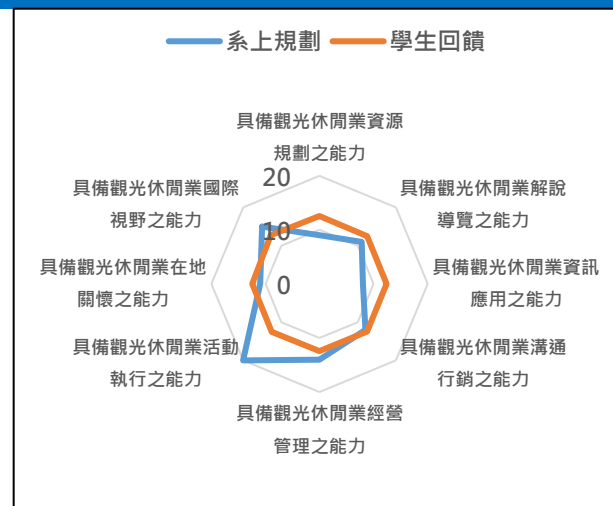 系上規劃 學生回饋
具備觀光休閒業資源
規劃之能力
具備觀光休閒業解說
導覽之能力
具備觀光休閒業資訊
應用之能力
具備觀光休閒業溝通
行銷之能力
具備觀光休閒業經營
管理之能力
具備觀光休閒業活動
執行之能力
具備觀光休閒業在地
關懷之能力
具備觀光休閒業國際
視野之能力
20
10
0